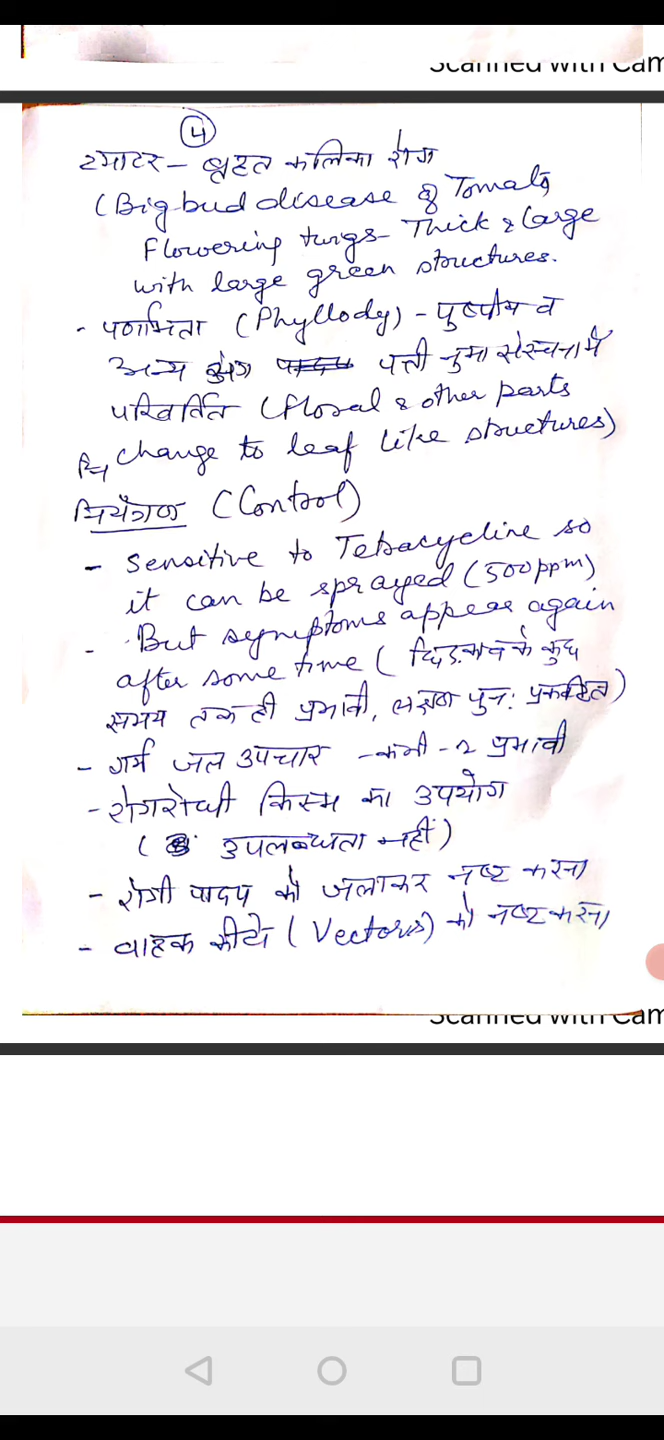 Scanned with Cam
4
टमाटर - बृहत कलिका रोग
(Big bud disease of Tomato
Flowering twigs - Thick & large
with large green structures.
- पर्णाभिता (Phyllody) - पुष्पीय व
अन्य अंग पत्ती नुमा संरचना में
परिवर्तित (floral & other parts
change to leaf like structures)
नियंत्रण (Control)
- Sensitive to Tetracycline so
it can be sprayed (500ppm)
- But symptoms appear again
after some time ( छिड़काव के कुछ
समय तक ही प्रभावी, लक्षण पुनः प्रकटित)
- गर्म जल उपचार - कभी-2 प्रभावी
- रोगरोधी किस्म का उपयोग
( उपलब्धता नहीं)
- रोगी पादप को जलाकर नष्ट करना
- वाहक कीटो (Vectors) को नष्ट करना
Scanned with Cam